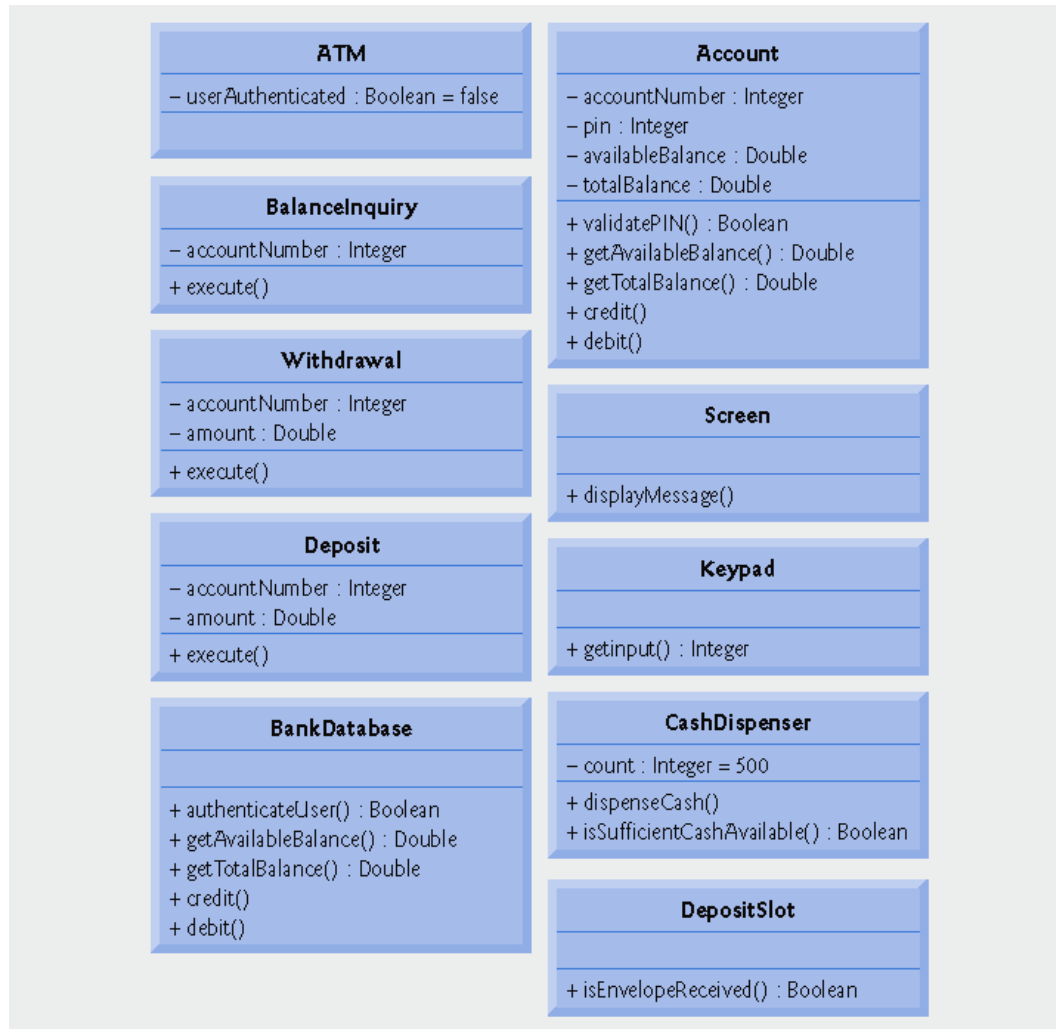 ATM
– userAuthenticated : Boolean = false
BalanceInquiry
– accountNumber : Integer
+ execute()
Withdrawal
– accountNumber : Integer
– amount : Double
+ execute()
Deposit
– accountNumber : Integer
– amount : Double
+ execute()
BankDatabase
+ authenticateUser() : Boolean
+ getAvailableBalance() : Double
+ getTotalBalance() : Double
+ credit()
+ debit()
Account
– accountNumber : Integer
– pin : Integer
– availableBalance : Double
– totalBalance : Double
+ validatePIN() : Boolean
+ getAvailableBalance() : Double
+ getTotalBalance() : Double
+ credit()
+ debit()
Screen
+ displayMessage()
Keypad
+ getinput() : Integer
CashDispenser
– count : Integer = 500
+ dispenseCash()
+ isSufficientCashAvailable() : Boolean
DepositSlot
+ isEnvelopeReceived() : Boolean